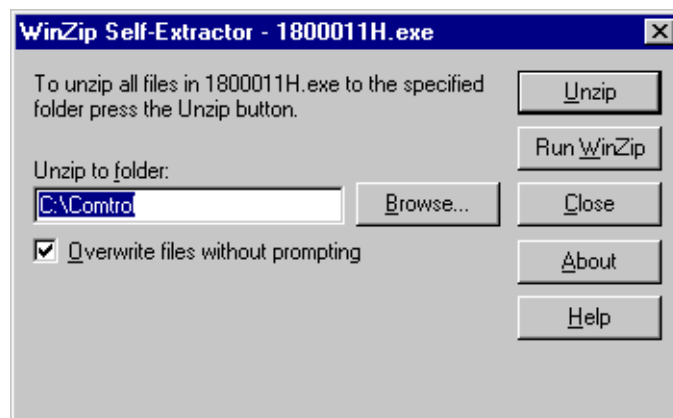 WinZip Self-Extractor - 1800011H.exe
To unzip all files in 1800011H.exe to the specified
folder press the Unzip button.
Unzip
Run WinZip
Unzip to folder:
C:\Comtrol
Browse...
Close
Overwrite files without prompting
About
Help